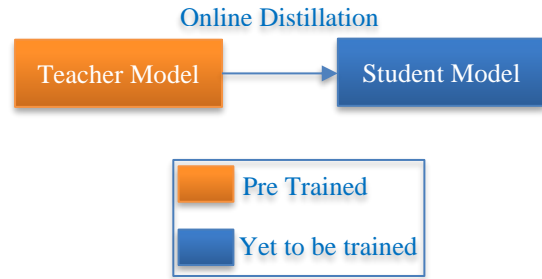 Online Distillation
Teacher Model
Student Model
Pre Trained
Yet to be trained